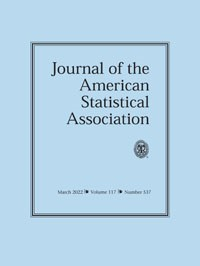 Journal of the
American
Statistical
Association
March 2022 ❧ Volume 117 ❧ Number 537